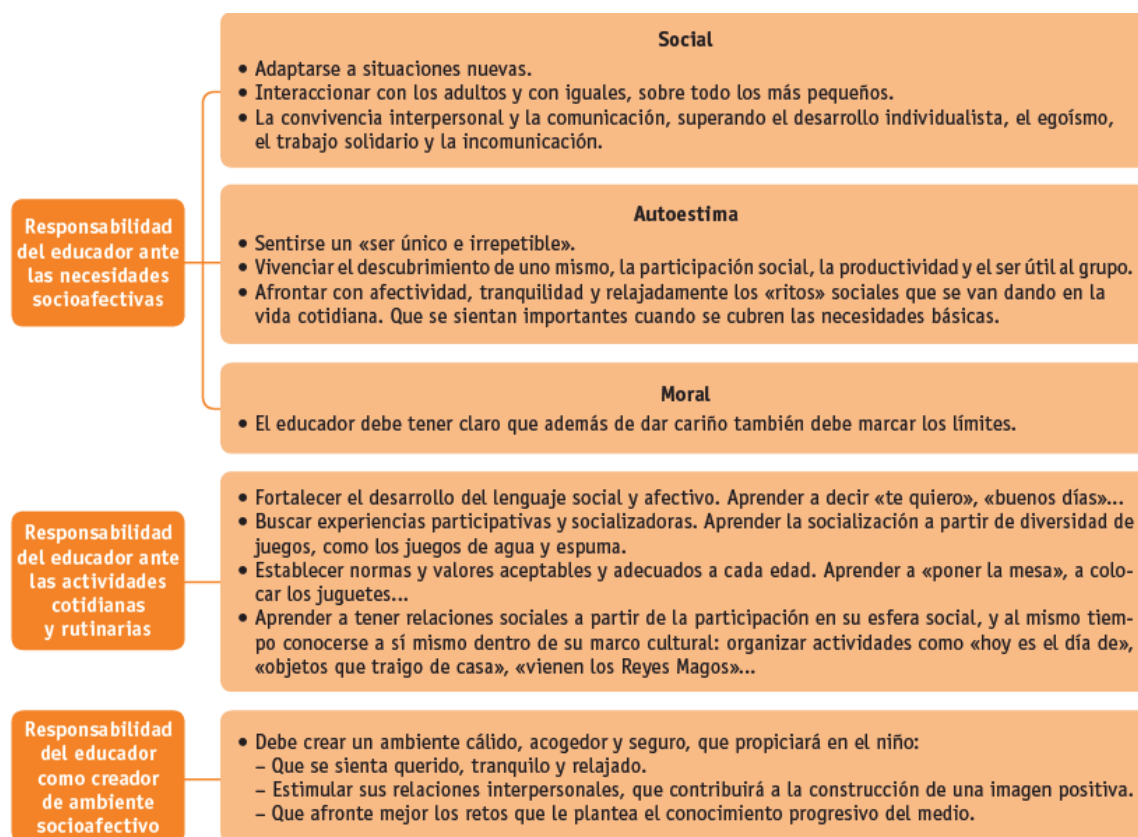 Social
• Adaptarse a situaciones nuevas.
• Interaccionar con los adultos y con iguales, sobre todo los más pequeños.
• La convivencia interpersonal y la comunicación, superando el desarrollo individualista, el egoísmo,
el trabajo solidario y la incomunicación.
Responsabilidad
del educador ante
las necesidades
socioafectivas
Autoestima
• Sentirse un «ser único e irrepetible».
• Vivenciar el descubrimiento de uno mismo, la participación social, la productividad y el ser útil al grupo.
• Afrontar con afectividad, tranquilidad y relajadamente los «ritos» sociales que se van dando en la
vida cotidiana. Que se sientan importantes cuando se cubren las necesidades básicas.
Moral
• El educador debe tener claro que además de dar cariño también debe marcar los límites.
Responsabilidad
del educador ante
las actividades
cotidianas
y rutinarias
• Fortalecer el desarrollo del lenguaje social y afectivo. Aprender a decir «te quiero», «buenos días»...
• Buscar experiencias participativas y socializadoras. Aprender la socialización a partir de diversidad de
juegos, como los juegos de agua y espuma.
• Establecer normas y valores aceptables y adecuados a cada edad. Aprender a «poner la mesa», a colo-
car los juguetes...
• Aprender a tener relaciones sociales a partir de la participación en su esfera social, y al mismo tiem-
po conocerse a sí mismo dentro de su marco cultural: organizar actividades como «hoy es el día de»,
«objetos que traigo de casa», «vienen los Reyes Magos»...
Responsabilidad
del educador
como creador
de ambiente
socioafectivo
• Debe crear un ambiente cálido, acogedor y seguro, que propiciará en el niño:
– Que se sienta querido, tranquilo y relajado.
– Estimular sus relaciones interpersonales, que contribuirá a la construcción de una imagen positiva.
– Que afronte mejor los retos que le plantea el conocimiento progresivo del medio.